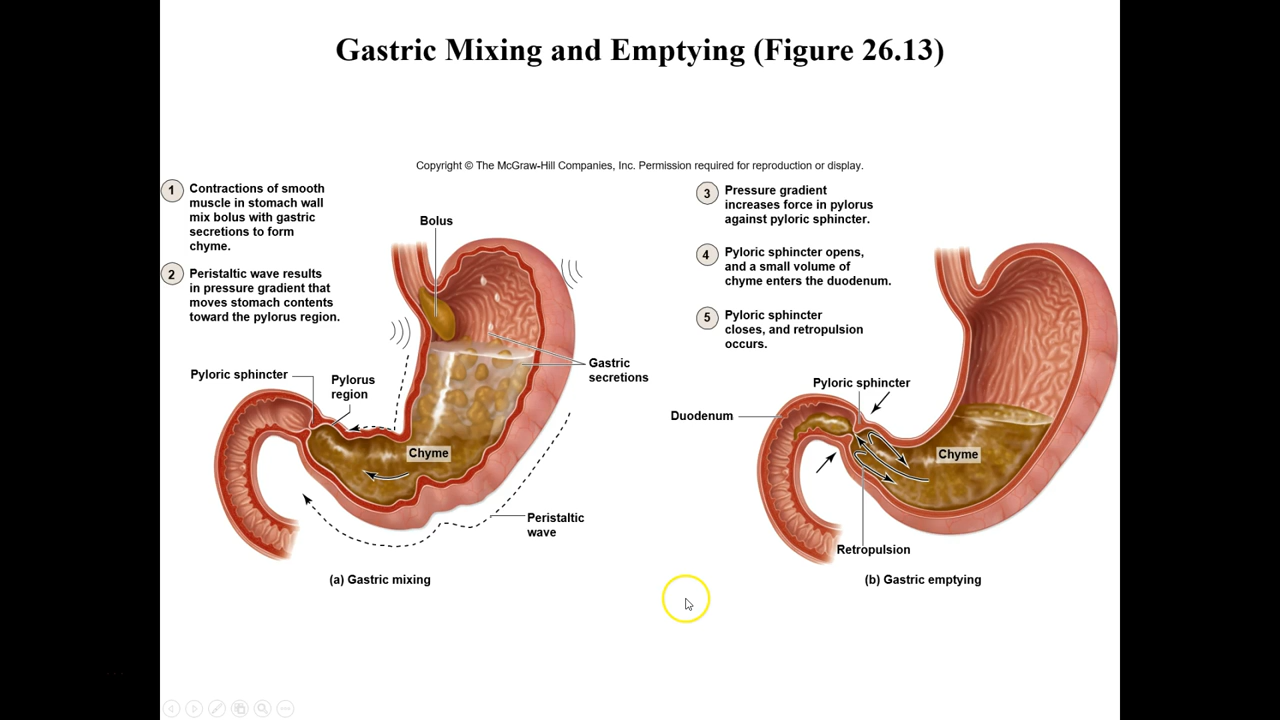 Gastric Mixing and Emptying (Figure 26.13)
Copyright © The McGraw-Hill Companies, Inc. Permission required for reproduction or display.
1 Contractions of smooth
muscle in stomach wall
mix bolus with gastric
secretions to form
chyme.
2 Peristaltic wave results
in pressure gradient that
moves stomach contents
toward the pylorus region.
Bolus
Pyloric sphincter
Pylorus
region
Gastric
secretions
Chyme
Peristaltic
wave
(a) Gastric mixing
3 Pressure gradient
increases force in pylorus
against pyloric sphincter.
4 Pyloric sphincter opens,
and a small volume of
chyme enters the duodenum.
5 Pyloric sphincter
closes, and retropulsion
occurs.
Pyloric sphincter
Duodenum
Chyme
Retropulsion
(b) Gastric emptying